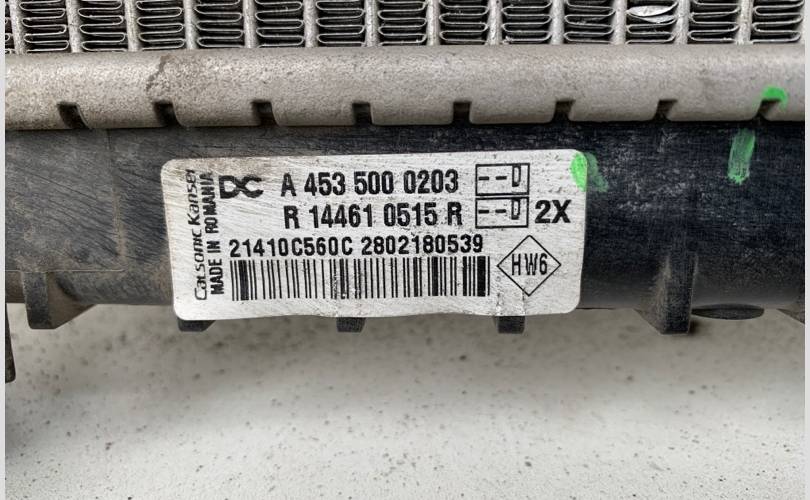 Calsonic Kansei
MADE IN ROMANIA
DC A 453 500 0203 --D
R 14461 0515 R --D 2X
21410C560C 2802180539
HW6